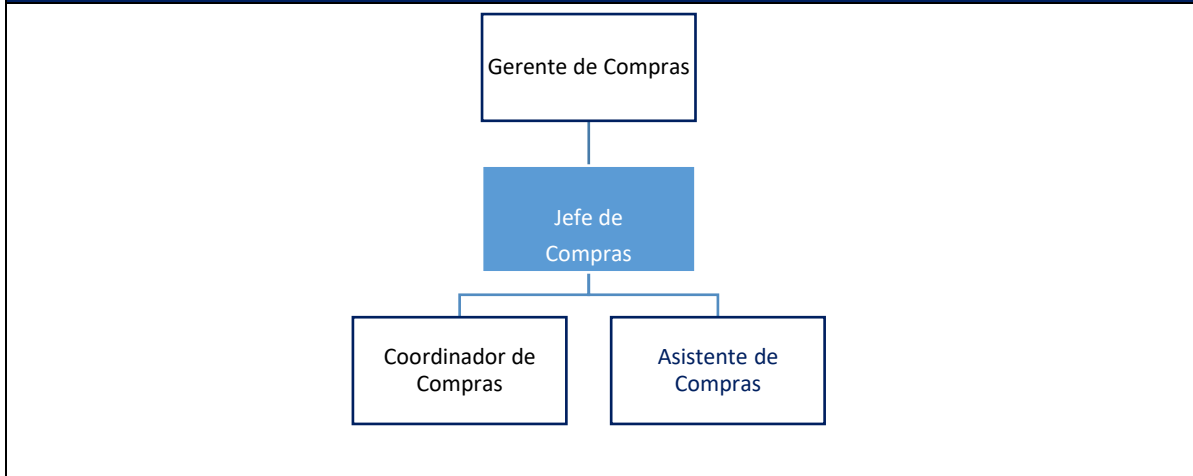 Gerente de Compras
Jefe de
Compras
Coordinador de
Compras
Asistente de
Compras